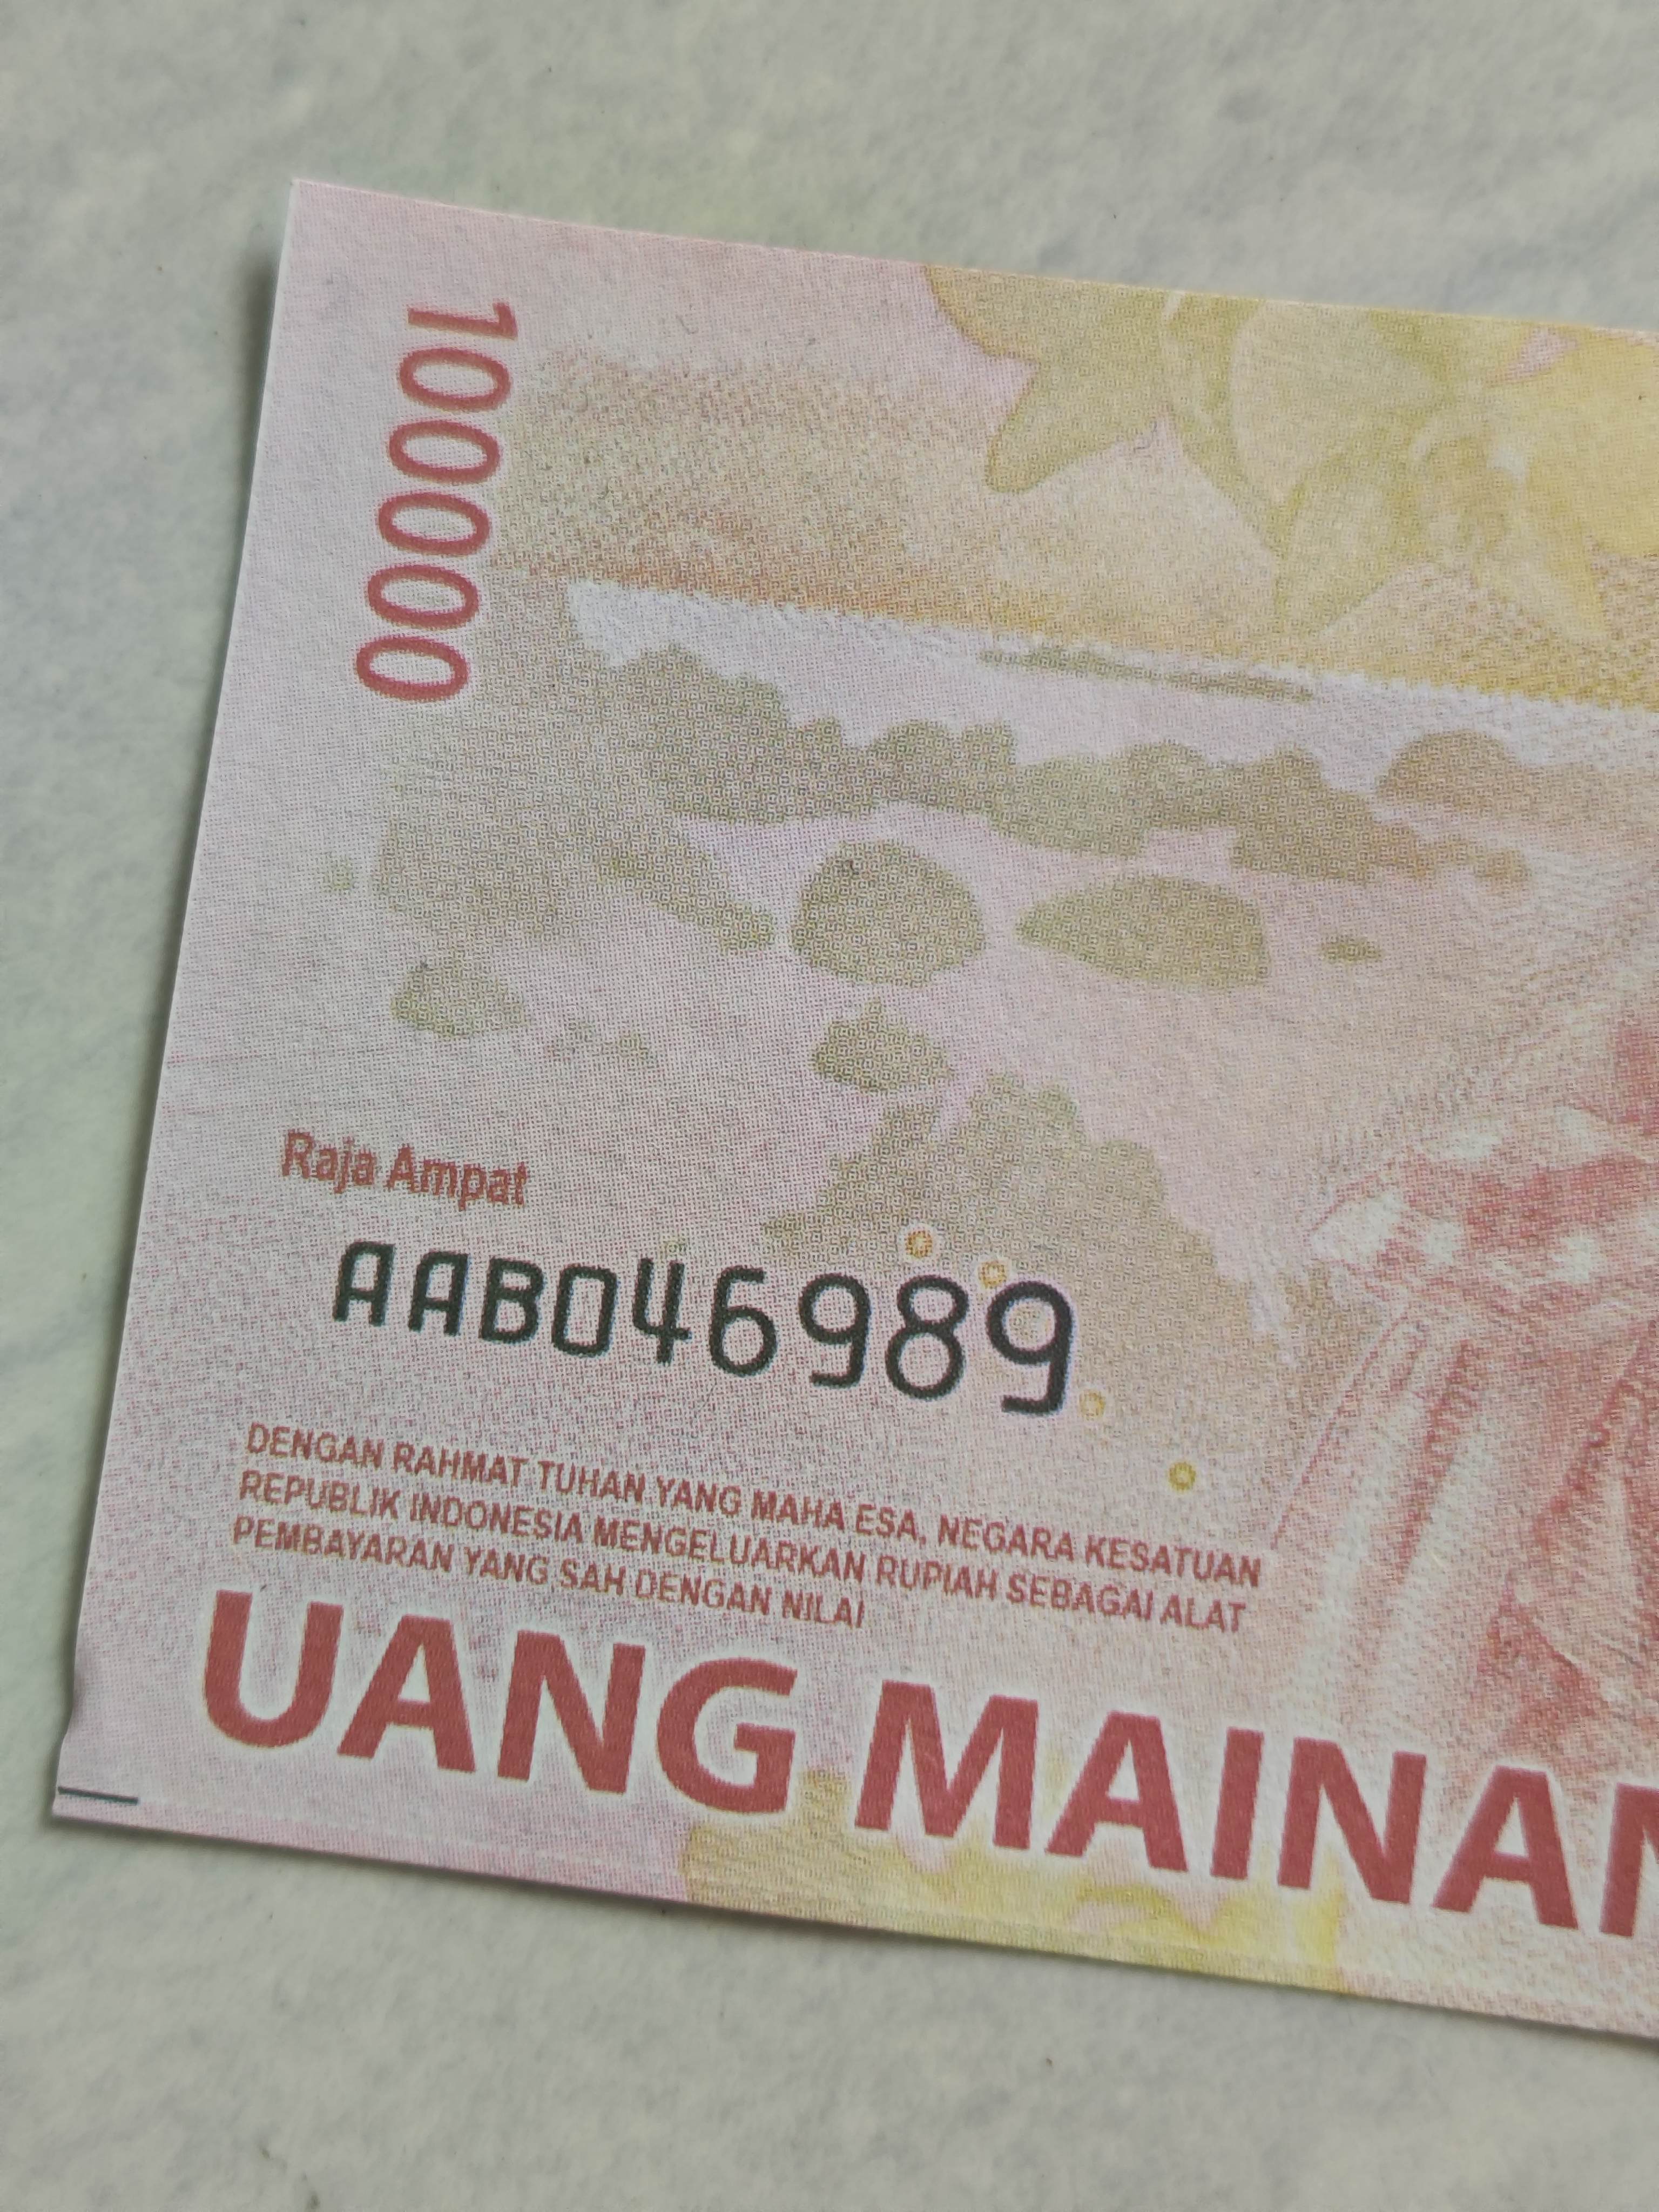 100000
Raja Ampat
AAB046989
DENGAN RAHMAT TUHAN YANG MAHA ESA, NEGARA KESATUAN
REPUBLIK INDONESIA MENGELUARKAN RUPIAH SEBAGAI ALAT
PEMBAYARAN YANG SAH DENGAN NILAI
UANG MAINAN